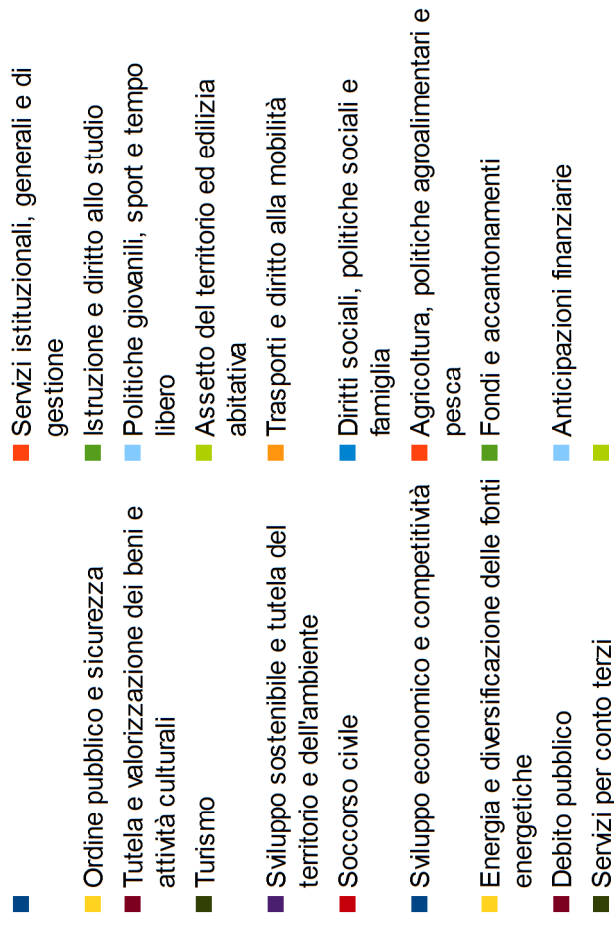 Servizi istituzionali, generali e di
gestione
Ordine pubblico e sicurezza
Istruzione e diritto allo studio
Tutela e valorizzazione dei beni e
attività culturali
Politiche giovanili, sport e tempo
libero
Turismo
Assetto del territorio ed edilizia
abitativa
Sviluppo sostenibile e tutela del
territorio e dell'ambiente
Trasporti e diritto alla mobilità
Soccorso civile
Diritti sociali, politiche sociali e
famiglia
Sviluppo economico e competitività
Agricoltura, politiche agroalimentari e
pesca
Energia e diversificazione delle fonti
energetiche
Fondi e accantonamenti
Debito pubblico
Anticipazioni finanziarie
Servizi per conto terzi